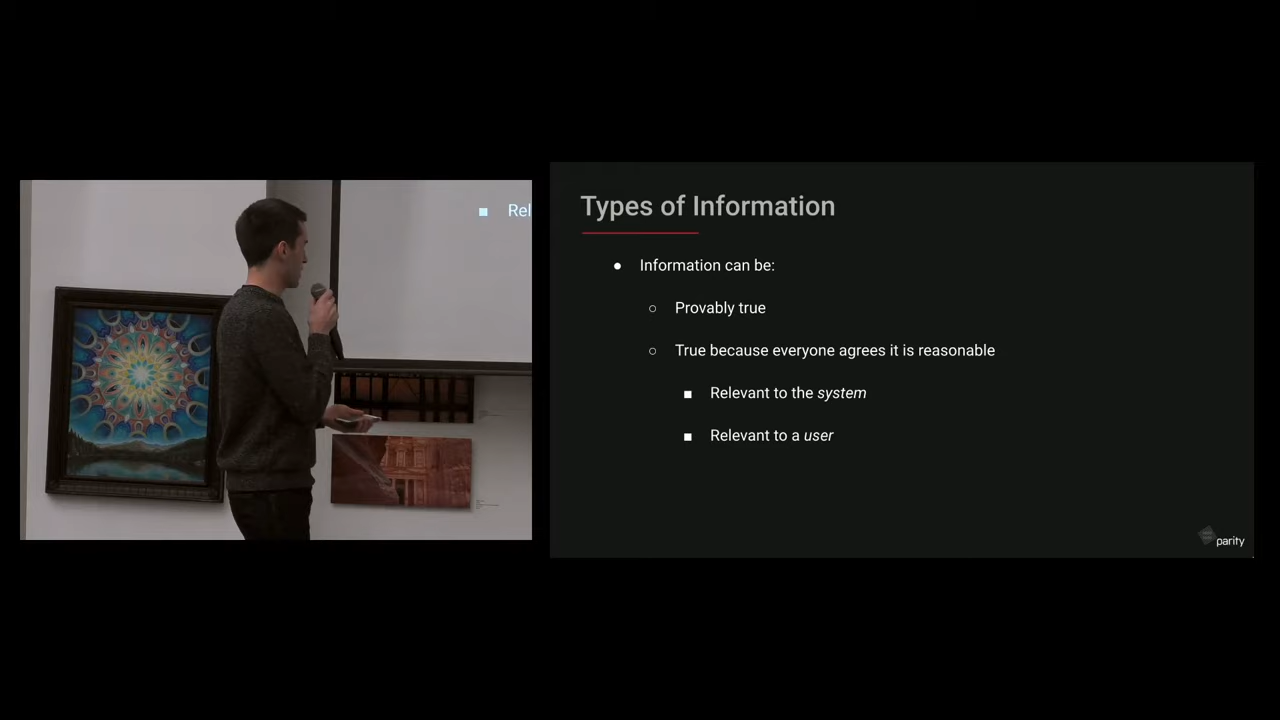 Rel
Types of Information
Information can be:
Provably true
True because everyone agrees it is reasonable
Relevant to the system
Relevant to a user
parity